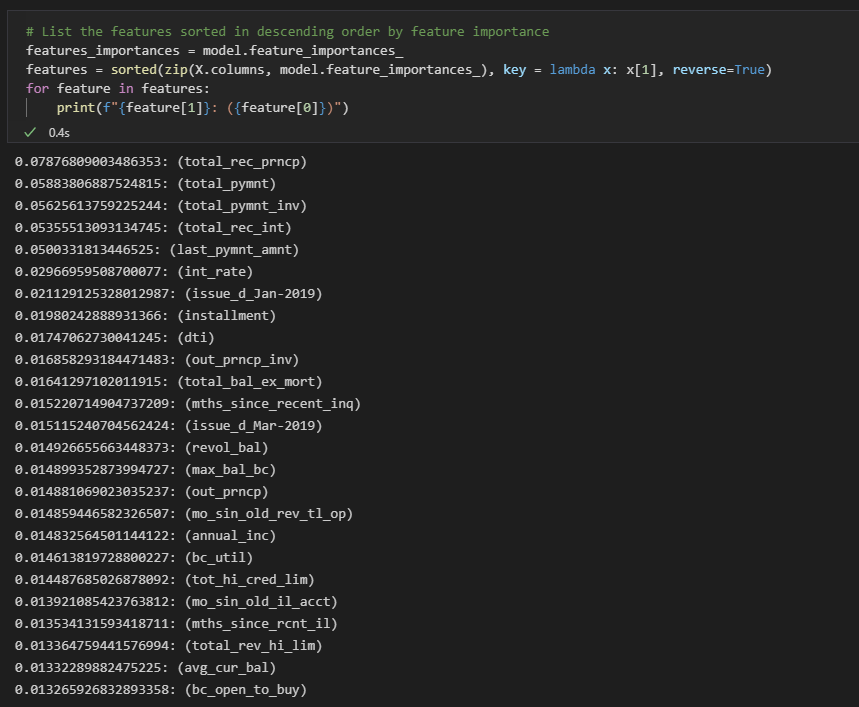 # List the features sorted in descending order by feature importance
features_importances = model.feature_importances_
features = sorted(zip(X.columns, model.feature_importances_), key = lambda x: x[1], reverse=True)
for feature in features:
    print(f"{feature[1]}: ({feature[0]})")
✓ 0.4s
0.07876809003486353: (total_rec_prncp)
0.05883806887524815: (total_pymnt)
0.05625613759225244: (total_pymnt_inv)
0.05355513093134745: (total_rec_int)
0.0500331813446525: (last_pymnt_amnt)
0.02966959508700077: (int_rate)
0.021129125328012987: (issue_d_Jan-2019)
0.01980242888931366: (installment)
0.01747062730041245: (dti)
0.016858293184471483: (out_prncp_inv)
0.01641297102011915: (total_bal_ex_mort)
0.015220714904737209: (mths_since_recent_inq)
0.015115240704562424: (issue_d_Mar-2019)
0.014926655663448373: (revol_bal)
0.014899352873994727: (max_bal_bc)
0.014881069023035237: (out_prncp)
0.014859446582326507: (mo_sin_old_rev_tl_op)
0.014832564501144122: (annual_inc)
0.014613819728800227: (bc_util)
0.014487685026878092: (tot_hi_cred_lim)
0.013921085423763812: (mo_sin_old_il_acct)
0.013534131593418711: (mths_since_rcnt_il)
0.013364759441576994: (total_rev_hi_lim)
0.01332289882475225: (avg_cur_bal)
0.013265926832893358: (bc_open_to_buy)